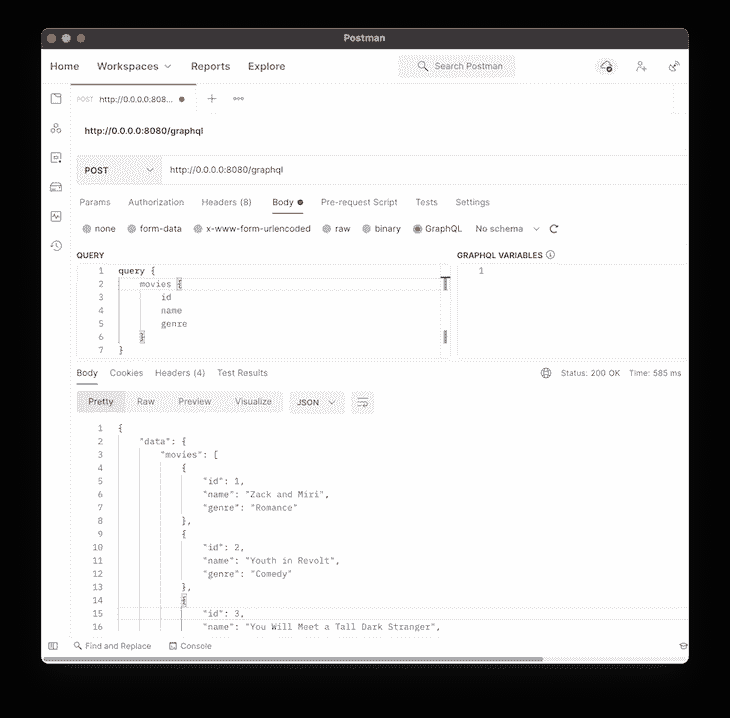 Postman
Home Workspaces Reports Explore Search Postman
POST http://0.0.0.0:808...
http://0.0.0.0:8080/graphql
POST http://0.0.0.0:8080/graphql
Params Authorization Headers (8) Body Pre-request Script Tests Settings
none form-data x-www-form-urlencoded raw binary GraphQL No schema
QUERY GRAPHQL VARIABLES
1 query { 1
2 movies {
3 id
4 name
5 genre
6 }
7 }
Body Cookies Headers (4) Test Results Status: 200 OK Time: 585 ms
Pretty Raw Preview Visualize JSON
1 {
2 "data": {
3 "movies": [
4 {
5 "id": 1,
6 "name": "Zack and Miri",
7 "genre": "Romance"
8 },
9 {
10 "id": 2,
11 "name": "Youth in Revolt",
12 "genre": "Comedy"
13 },
14 {
15 "id": 3,
16 "name": "You Will Meet a Tall Dark Stranger",
Find and Replace Console